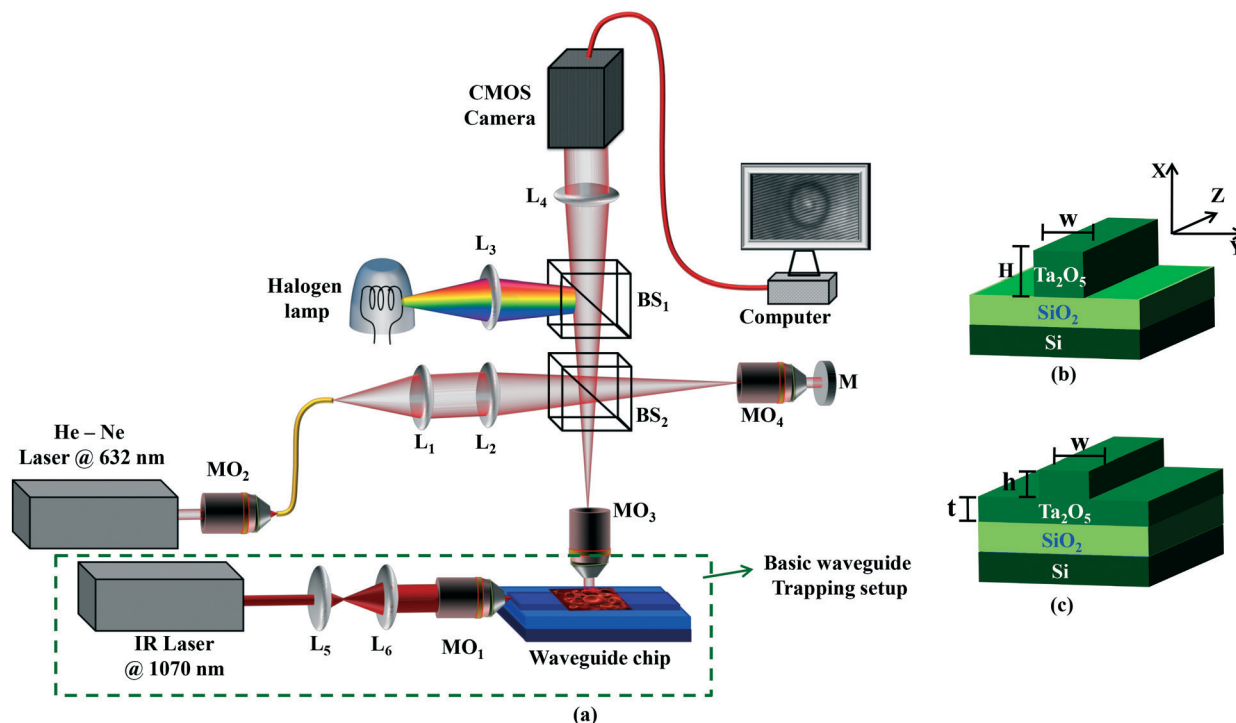 CMOS
Camera
L₄
L₃
Halogen
lamp
BS₁
Computer
M
MO₄
BS₂
L₁
L₂
He – Ne
Laser @ 632 nm
MO₂
MO₃
Basic waveguide
Trapping setup
IR Laser
@ 1070 nm
L₅
L₆
MO₁
Waveguide chip
(a)
X
Z
Y
w
H
Ta₂O₅
SiO₂
Si
(b)
w
h
t
Ta₂O₅
SiO₂
Si
(c)